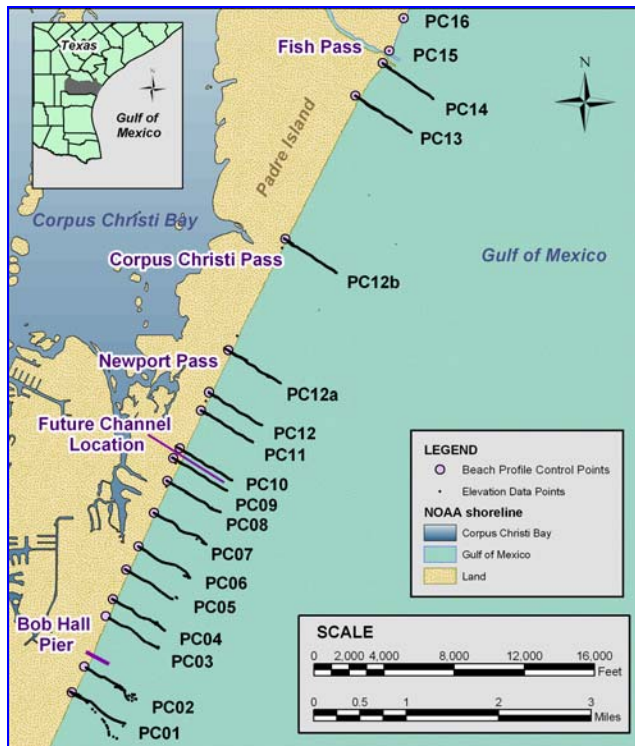 Texas
Gulf of
Mexico
Fish Pass
PC16
PC15
PC14
PC13
N
Padre Island
Corpus Christi Bay
Corpus Christi Pass
Gulf of Mexico
PC12b
Newport Pass
PC12a
Future Channel
Location
PC12
PC11
PC10
PC09
PC08
PC07
PC06
PC05
Bob Hall
Pier
PC04
PC03
PC02
PC01
LEGEND
Beach Profile Control Points
Elevation Data Points
NOAA shoreline
Corpus Christi Bay
Gulf of Mexico
Land
SCALE
0 2,000 4,000 8,000 12,000 16,000
Feet
0 0.5 1 2 3
Miles